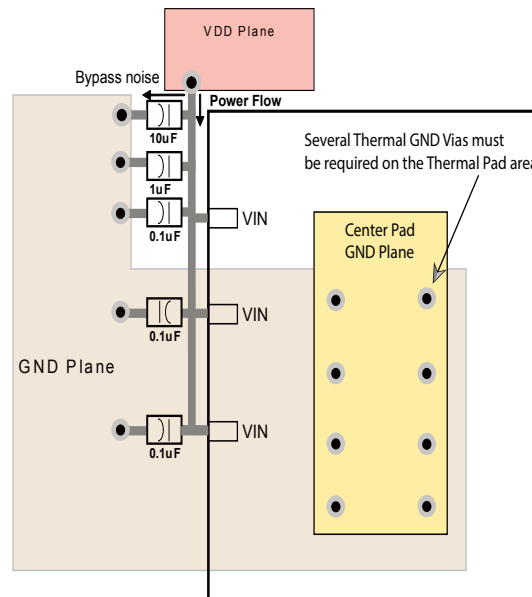 VDD Plane
Bypass noise
Power Flow
10uF
Several Thermal GND Vias must
be required on the Thermal Pad area
1uF
0.1uF
VIN
Center Pad
GND Plane
VIN
0.1uF
GND Plane
VIN
0.1uF